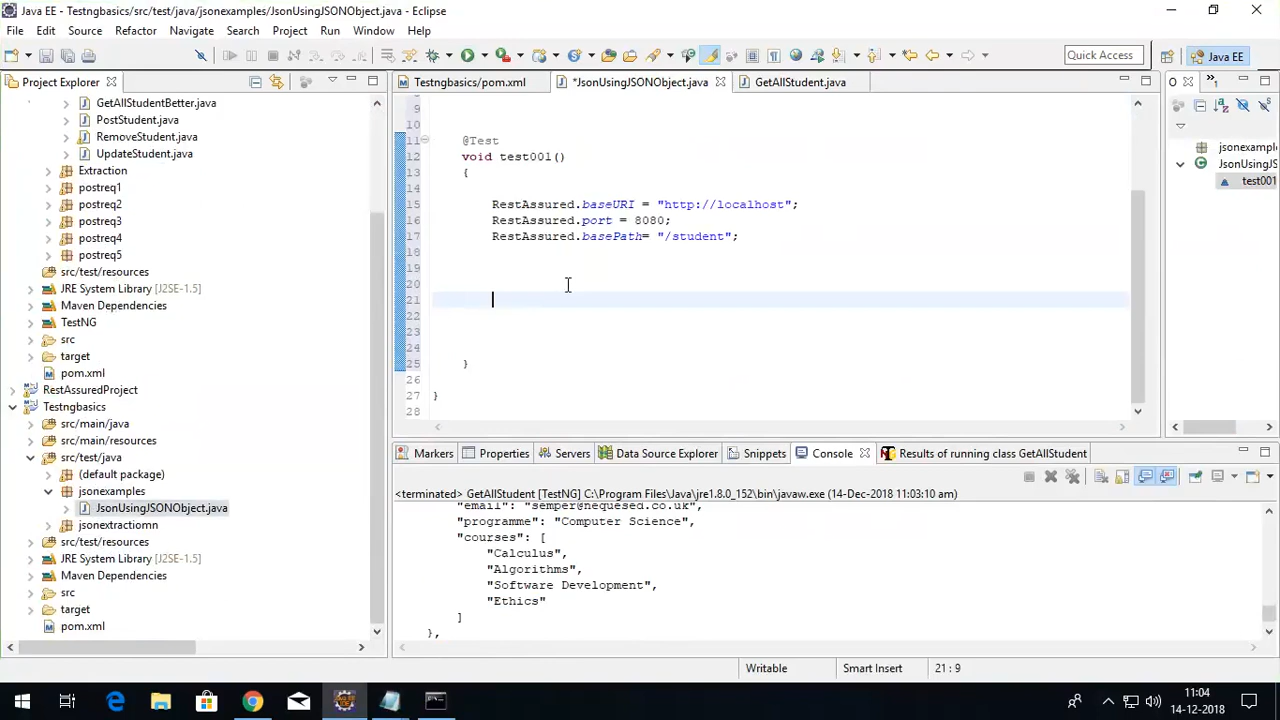 Java EE - Testngbasics/src/test/java/jsonexamples/JsonUsingJSONObject.java - Eclipse
File Edit Source Refactor Navigate Search Project Run Window Help
Quick Access
Java EE
Project Explorer
GetAllStudentBetter.java
PostStudent.java
RemoveStudent.java
UpdateStudent.java
Extraction
postreq1
postreq2
postreq3
postreq4
postreq5
src/test/resources
JRE System Library [J2SE-1.5]
Maven Dependencies
TestNG
src
target
pom.xml
RestAssuredProject
Testngbasics
src/main/java
src/main/resources
src/test/java
(default package)
jsonexamples
JsonUsingJSONObject.java
jsonextractiomn
src/test/resources
JRE System Library [J2SE-1.5]
Maven Dependencies
src
target
pom.xml
Testngbasics/pom.xml *JsonUsingJSONObject.java GetAllStudent.java
9
10
11 @Test
12 void test001()
13 {
14
15 RestAssured.baseURI = "http://localhost";
16 RestAssured.port = 8080;
17 RestAssured.basePath= "/student";
18
19
20
21
22
23
24
25 }
26
27 }
28
O
1
jsonexample
JsonUsingJSO
test001
Markers Properties Servers Data Source Explorer Snippets Console Results of running class GetAllStudent
<terminated> GetAllStudent [TestNG] C:\Program Files\Java\jre1.8.0_152\bin\javaw.exe (14-Dec-2018 11:03:10 am)
"email": "semper@nequesed.co.uk",
"programme": "Computer Science",
"courses": [
"Calculus",
"Algorithms",
"Software Development",
"Ethics"
]
},
Writable Smart Insert 21 : 9
11:04
14-12-2018